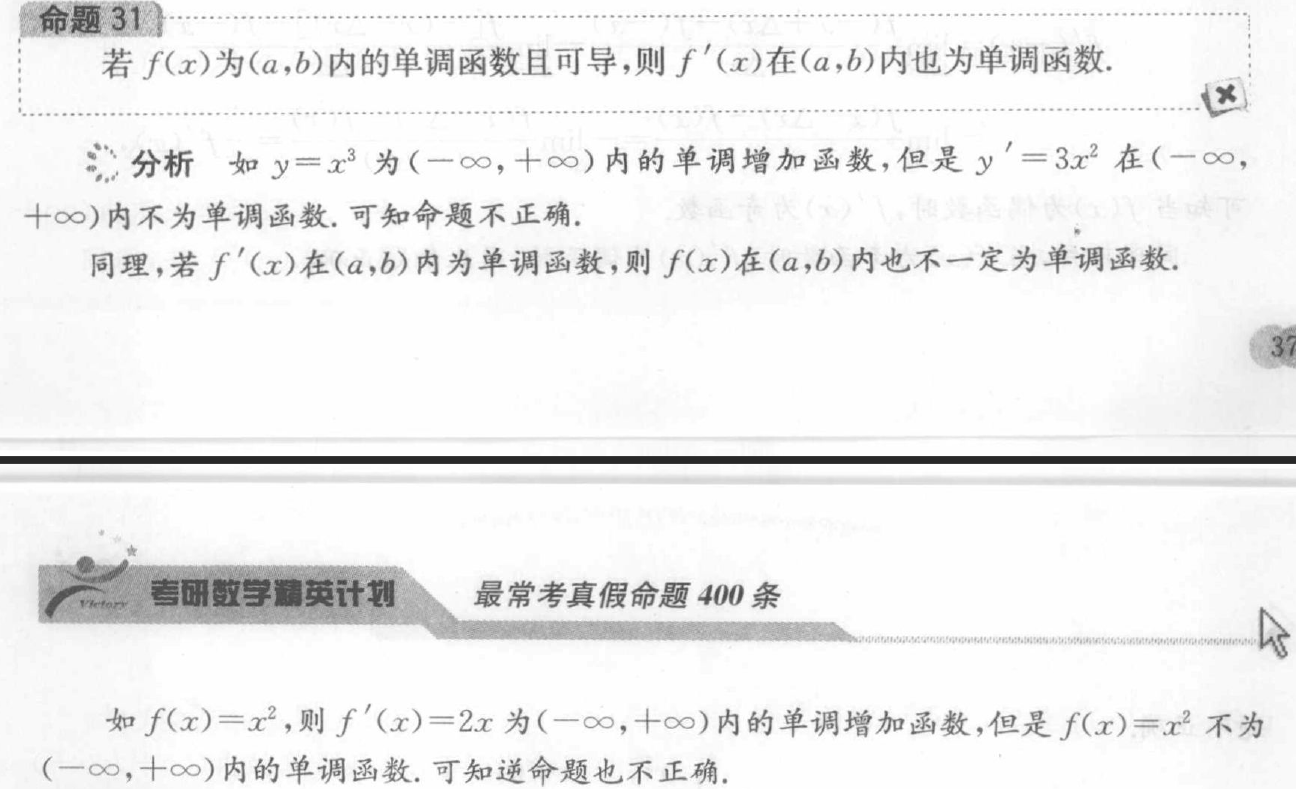 命题 31
若 f(x)为(a,b)内的单调函数且可导,则 f′(x)在(a,b)内也为单调函数.
分析 如 y=x³ 为(-∞,+∞)内的单调增加函数,但是 y′=3x² 在(-∞,
+∞)内不为单调函数. 可知命题不正确.
同理,若 f′(x)在(a,b)内为单调函数,则 f(x)在(a,b)内也不一定为单调函数.
37
Victory 考研数学精英计划 最常考真假命题 400 条
如 f(x)=x²,则 f′(x)=2x 为(-∞,+∞)内的单调增加函数,但是 f(x)=x² 不为
(-∞,+∞)内的单调函数. 可知逆命题也不正确.